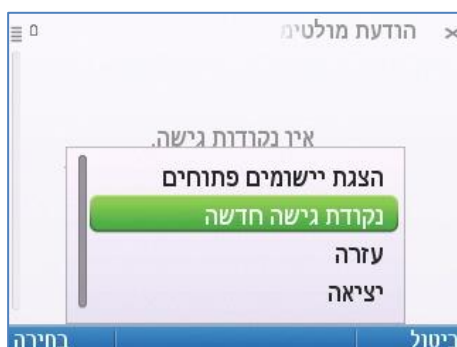 הודעת מולטימ
אין נקודות גישה.
הצגת יישומים פתוחים
נקודת גישה חדשה
עזרה
יציאה
ביטול
בחירה